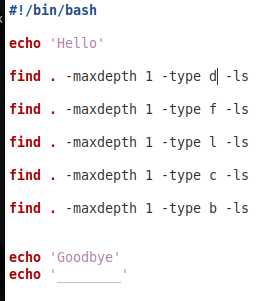 #!/bin/bash
echo 'Hello'
find . -maxdepth 1 -type d -ls
find . -maxdepth 1 -type f -ls
find . -maxdepth 1 -type l -ls
find . -maxdepth 1 -type c -ls
find . -maxdepth 1 -type b -ls
echo 'Goodbye'
echo '________'